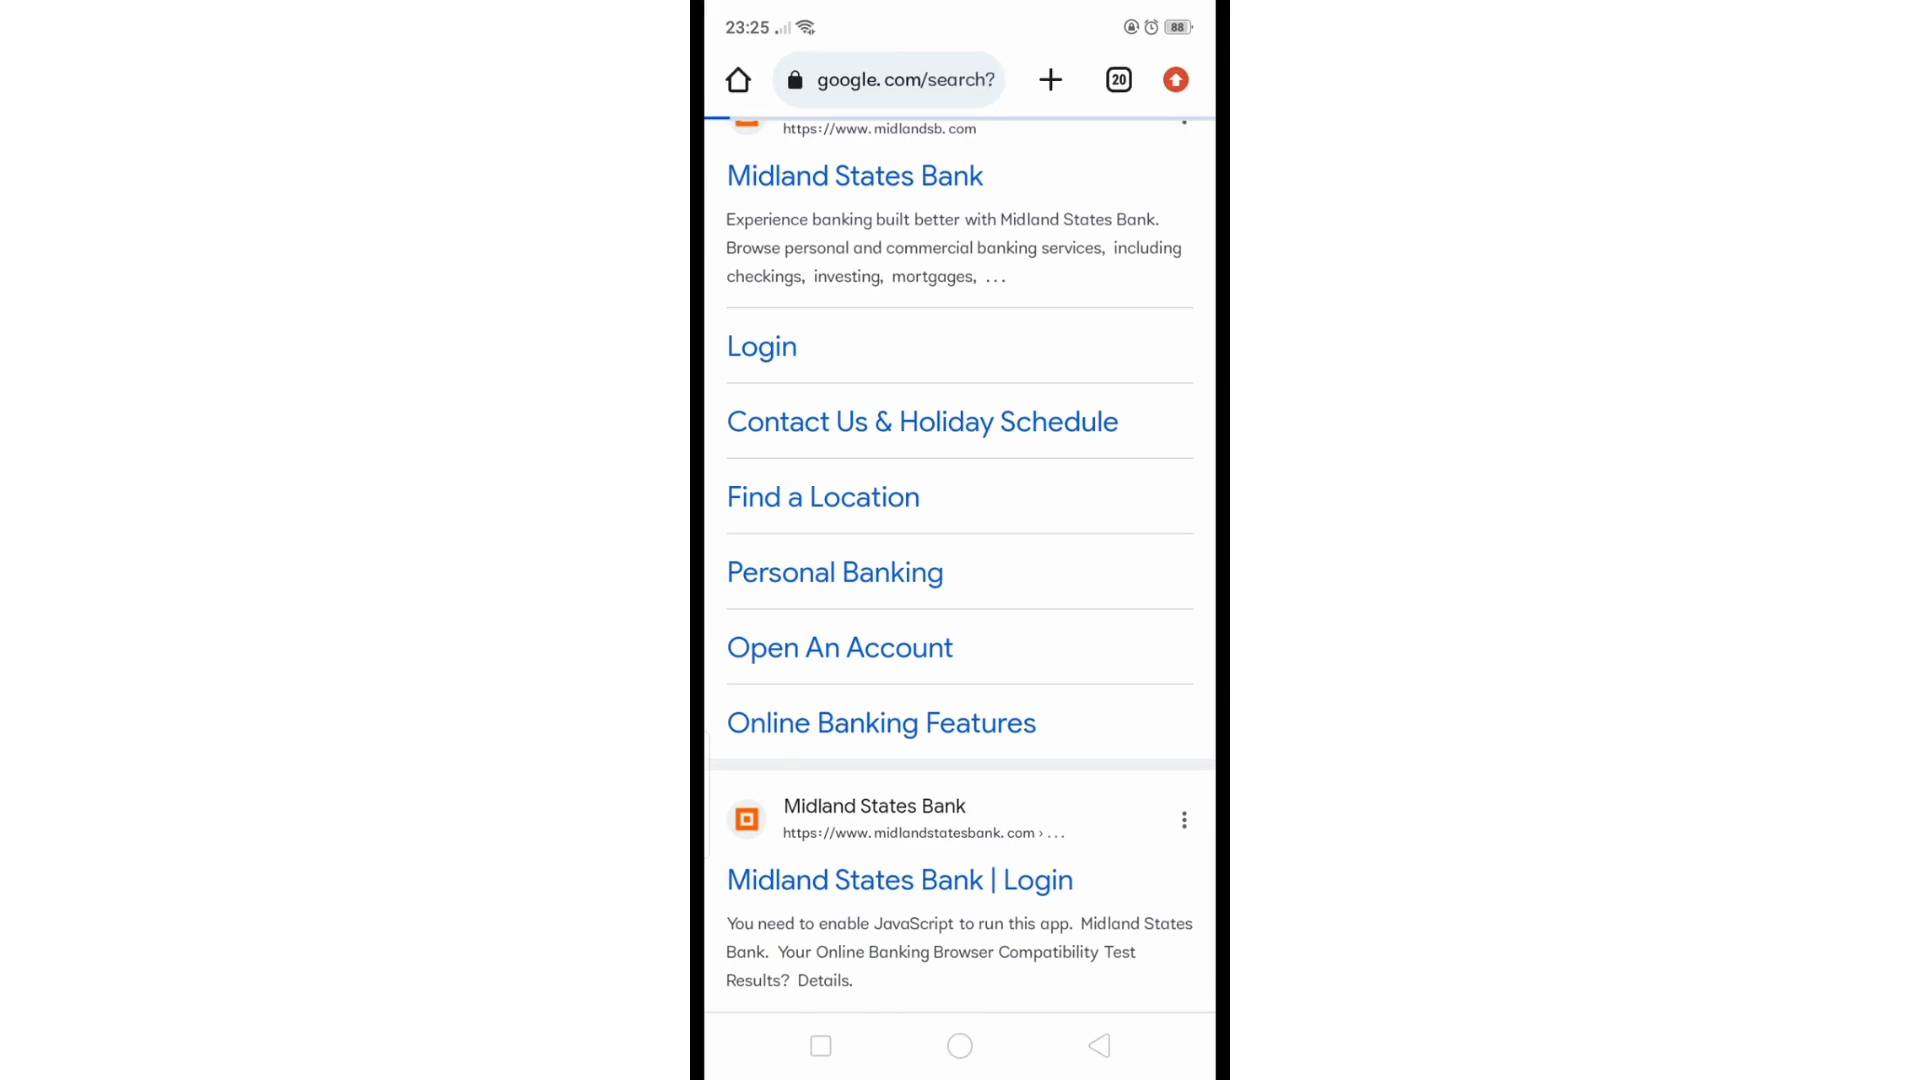 23:25
88
google.com/search?
20
https://www.midlandsb.com
Midland States Bank
Experience banking built better with Midland States Bank.
Browse personal and commercial banking services, including
checkings, investing, mortgages, ...
Login
Contact Us & Holiday Schedule
Find a Location
Personal Banking
Open An Account
Online Banking Features
Midland States Bank
https://www.midlandstatesbank.com › ...
Midland States Bank | Login
You need to enable JavaScript to run this app. Midland States
Bank. Your Online Banking Browser Compatibility Test
Results? Details.